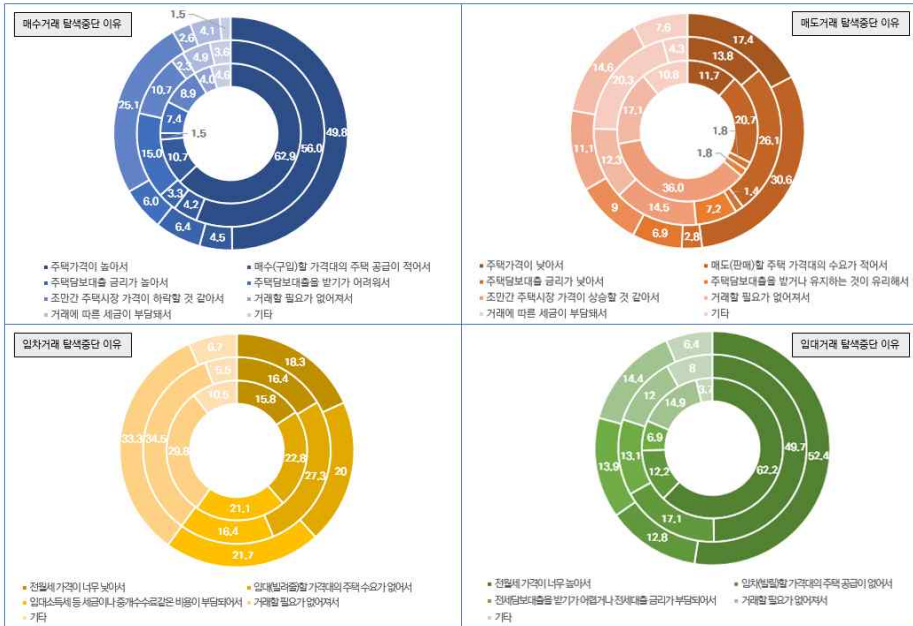 매수거래 탐색중단 이유
1.5
2.6
4.1
3.6
2.3
4.9
4.6
4.0
10.7
8.9
25.1
7.4
1.5
49.8
56.0
62.9
15.0
10.7
3.3
6.0
4.2
6.4
4.5
주택가격이 높아서
매수(구입)할 가격대의 주택 공급이 적어서
주택담보대출 금리가 높아서
주택담보대출을 받기가 어려워서
조만간 주택시장 가격이 하락할 것 같아서
거래할 필요가 없어져서
거래에 따른 세금이 부담돼서
기타
매도거래 탐색중단 이유
7.6
17.4
4.3
13.8
10.8
11.7
14.6
20.3
17.1
20.7
1.8
26.1
11.1
1.8
12.3
30.6
36.0
1.4
9
14.5
7.2
6.9
2.8
주택가격이 낮아서
매도(판매)할 주택 가격대의 수요가 적어서
주택담보대출 금리가 낮아서
주택담보대출을 받거나 유지하는 것이 유리해서
조만간 주택시장 가격이 상승할 것 같아서
거래할 필요가 없어져서
거래에 따른 세금이 부담돼서
기타
임차거래 탐색중단 이유
6.7
18.3
5.5
16.4
10.5
15.8
33.3
34.5
29.8
22.8
27.3
20
21.1
16.4
21.7
전월세 가격이 너무 낮아서
임대(빌려줄)할 가격대의 주택 수요가 없어서
임대소득세 등 세금이나 중개수수료같은 비용이 부담되어서
거래할 필요가 없어져서
기타
임대거래 탐색중단 이유
6.4
8
3.7
14.4
12
14.9
49.7
52.4
6.9
13.1
13.9
12.2
62.2
17.1
12.8
전월세 가격이 너무 높아서
임차(빌릴)할 가격대의 주택 공급이 없어서
전세담보대출을 받기가 어렵거나 전세대출 금리가 부담되어서
거래할 필요가 없어져서
기타